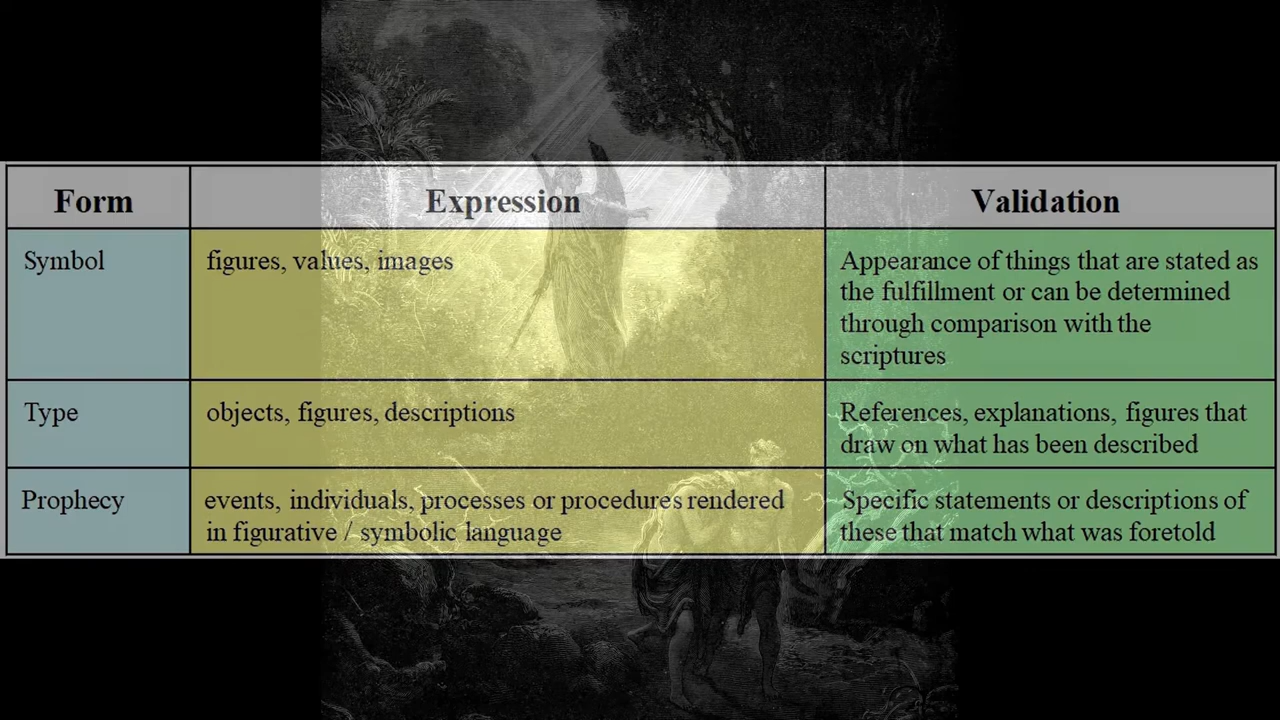 Form
Expression
Validation
Symbol
figures, values, images
Appearance of things that are stated as
the fulfillment or can be determined
through comparison with the
scriptures
Type
objects, figures, descriptions
References, explanations, figures that
draw on what has been described
Prophecy
events, individuals, processes or procedures rendered
in figurative / symbolic language
Specific statements or descriptions of
these that match what was foretold